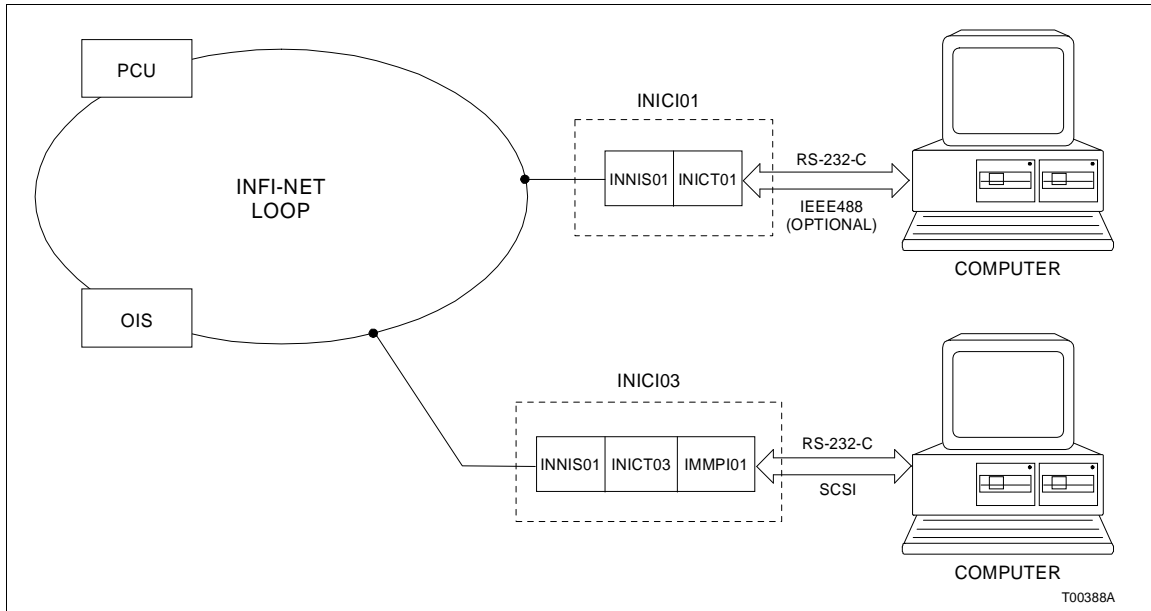 PCU
INFI-NET
LOOP
OIS
INICI01
INNIS01
INICT01
RS-232-C
IEEE488
(OPTIONAL)
COMPUTER
INICI03
INNIS01
INICT03
IMMPI01
RS-232-C
SCSI
COMPUTER
T00388A